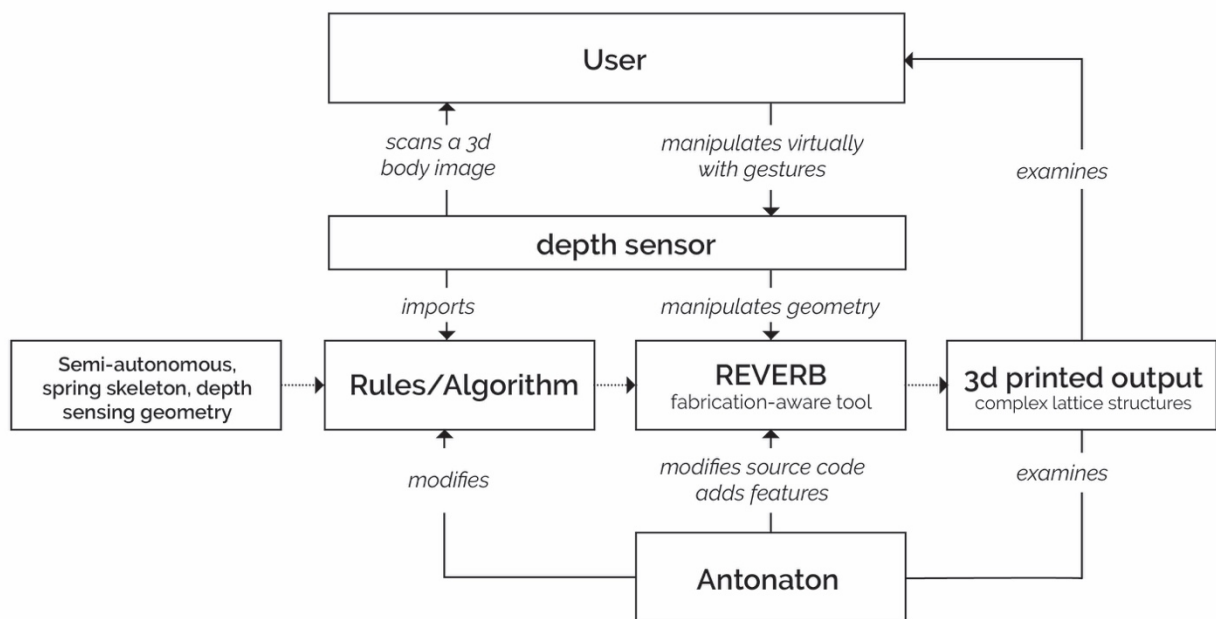 User
scans a 3d
body image
manipulates virtually
with gestures
examines
depth sensor
imports
manipulates geometry
Semi-autonomous,
spring skeleton, depth
sensing geometry
Rules/Algorithm
REVERB
fabrication-aware tool
3d printed output
complex lattice structures
modifies
modifies source code
adds features
examines
Antonaton